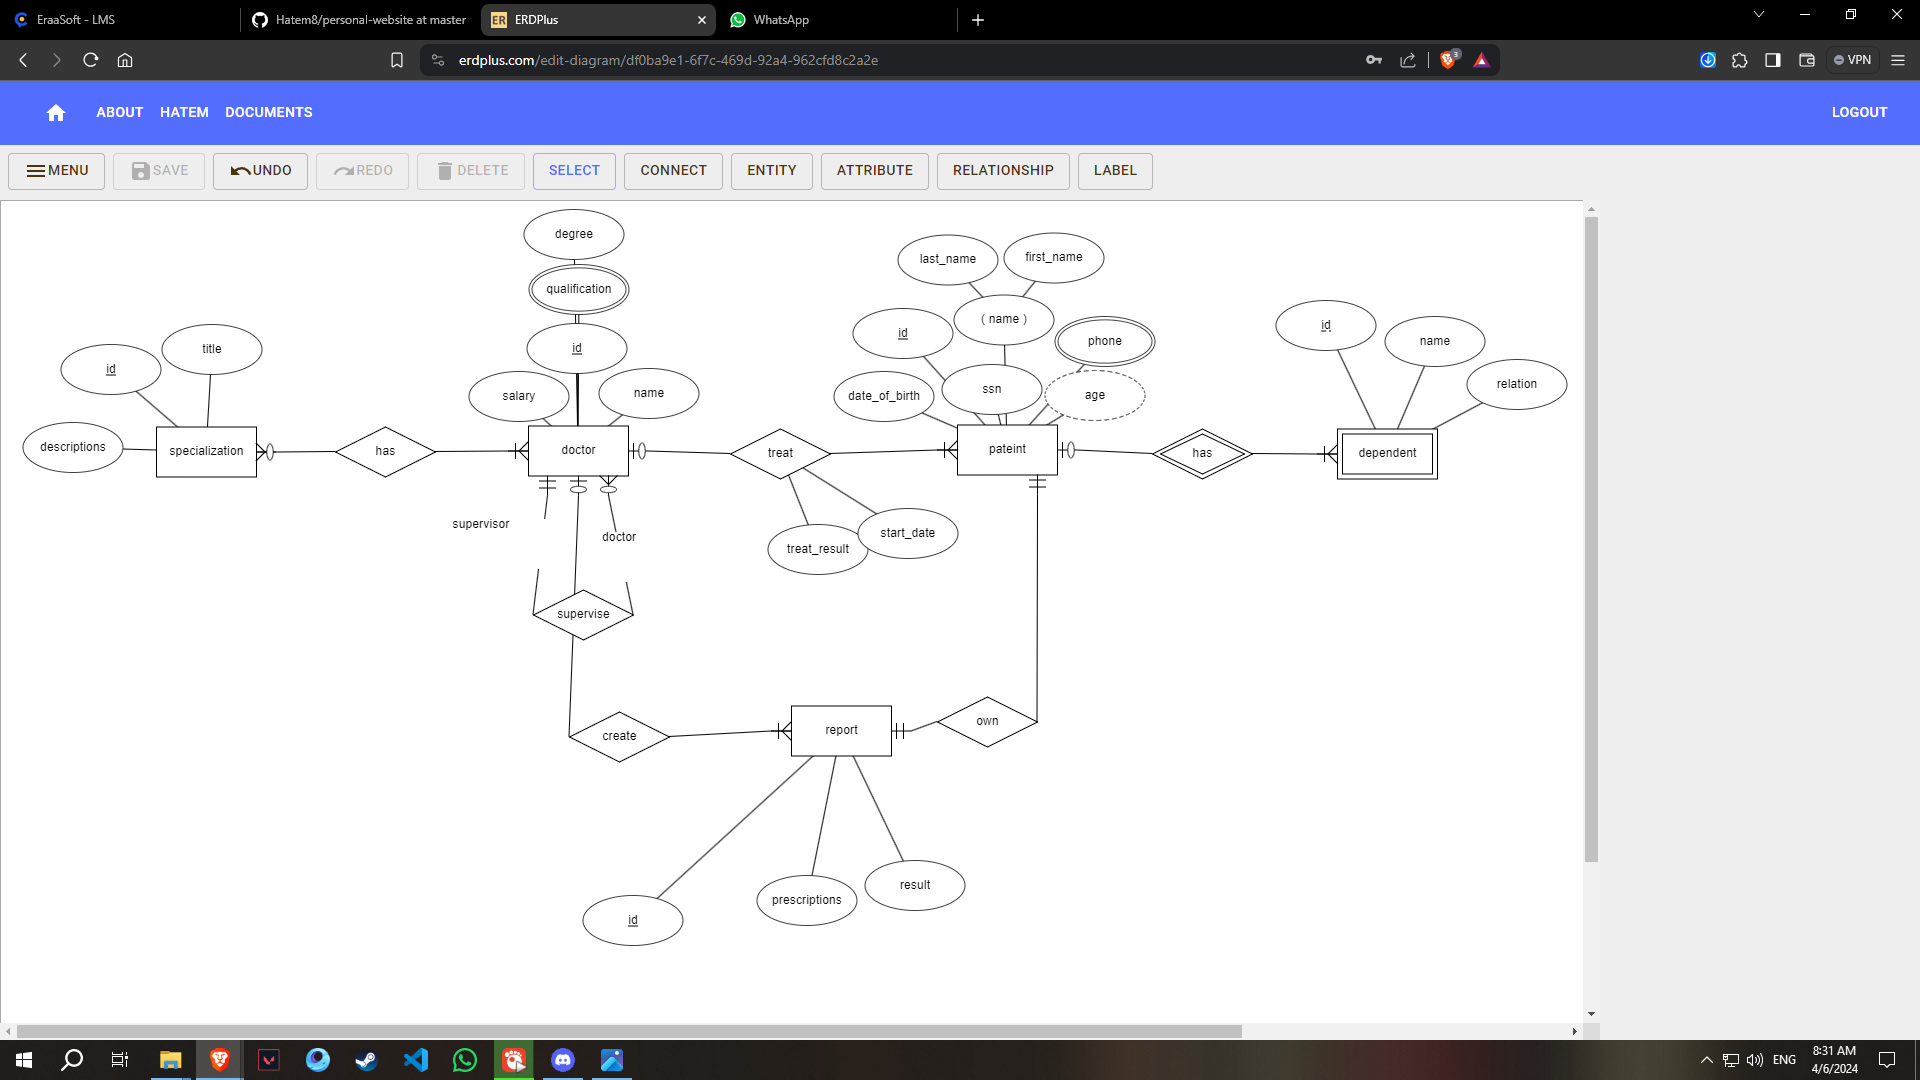 EraaSoft - LMS
Hatem8/personal-website at master
ER
ERDPlus
WhatsApp
erdplus.com/edit-diagram/df0ba9e1-6f7c-469d-92a4-962cfd8c2a2e
3
VPN
ABOUT
HATEM
DOCUMENTS
LOGOUT
MENU
SAVE
UNDO
REDO
DELETE
SELECT
CONNECT
ENTITY
ATTRIBUTE
RELATIONSHIP
LABEL
degree
qualification
id
salary
name
title
id
descriptions
specialization
has
doctor
supervisor
doctor
supervise
treat
treat_result
start_date
last_name
first_name
( name )
id
phone
date_of_birth
ssn
age
pateint
has
id
name
relation
dependent
create
report
own
id
prescriptions
result
ENG
8:31 AM
4/6/2024